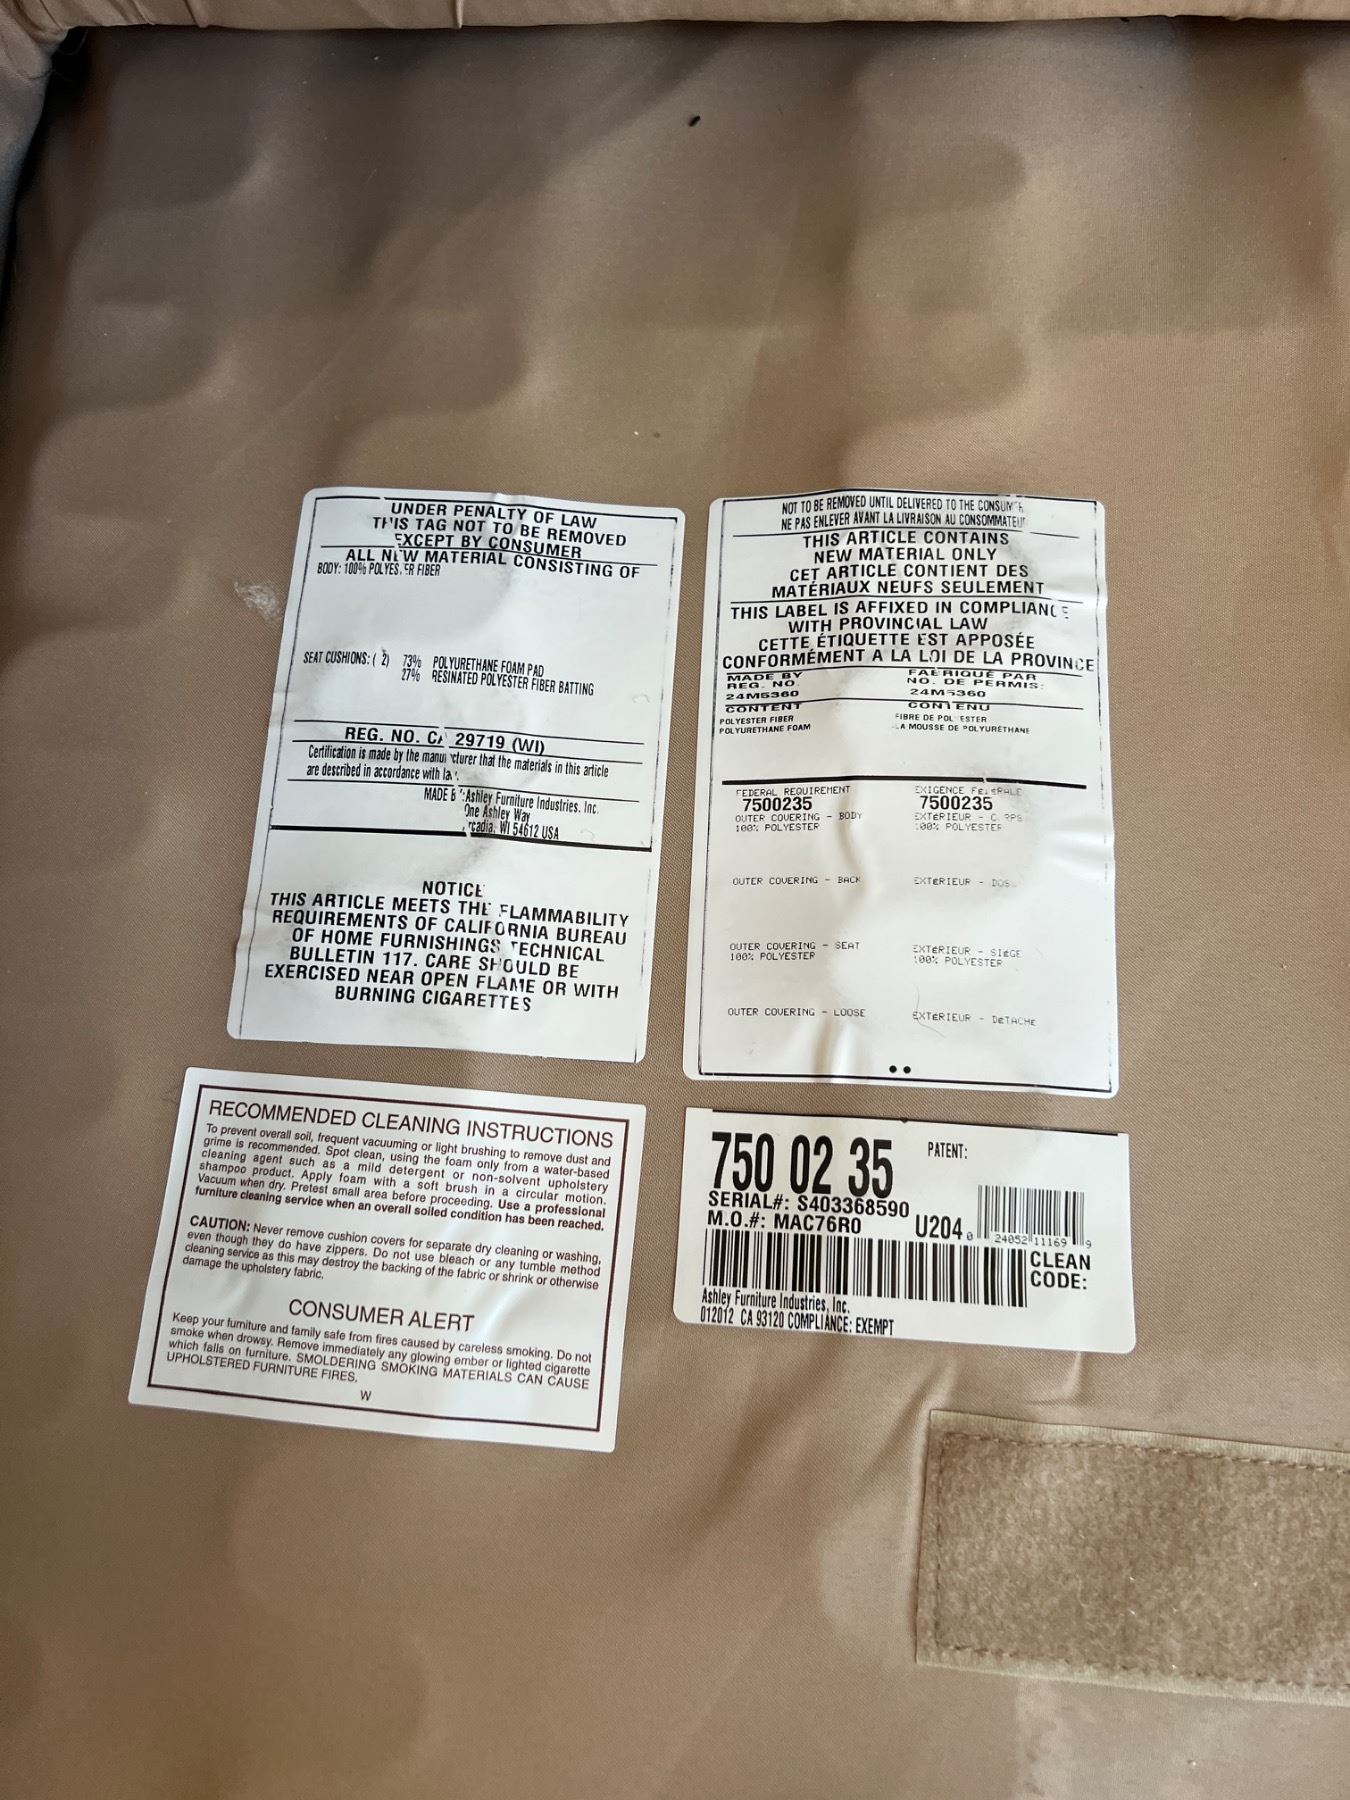 UNDER PENALTY OF LAW
THIS TAG NOT TO BE REMOVED
EXCEPT BY CONSUMER
ALL NEW MATERIAL CONSISTING OF
BODY: 100% POLYESTER FIBER
SEAT CUSHIONS: ( 2) 73% POLYURETHANE FOAM PAD
27% RESINATED POLYESTER FIBER BATTING
REG. NO. CA 29719 (WI)
Certification is made by the manufacturer that the materials in this article
are described in accordance with law.
MADE BY:Ashley Furniture Industries. Inc.
One Ashley Way
Arcadia, WI 54612 USA
NOTICE
THIS ARTICLE MEETS THE FLAMMABILITY
REQUIREMENTS OF CALIFORNIA BUREAU
OF HOME FURNISHINGS TECHNICAL
BULLETIN 117. CARE SHOULD BE
EXERCISED NEAR OPEN FLAME OR WITH
BURNING CIGARETTES
NOT TO BE REMOVED UNTIL DELIVERED TO THE CONSUMER
NE PAS ENLEVER AVANT LA LIVRAISON AU CONSOMMATEUR
THIS ARTICLE CONTAINS
NEW MATERIAL ONLY
CET ARTICLE CONTIENT DES
MATÉRIAUX NEUFS SEULEMENT
THIS LABEL IS AFFIXED IN COMPLIANCE
WITH PROVINCIAL LAW
CETTE ÉTIQUETTE EST APPOSÉE
CONFORMÉMENT A LA LOI DE LA PROVINCE
MADE BY FABRIQUÉ PAR
REG. NO. NO. DE PERMIS:
24M5360 24M5360
CONTENT CONTENU
POLYESTER FIBER FIBRE DE POLYESTER
POLYURETHANE FOAM LA MOUSSE DE POLYURÉTHANE
FEDERAL REQUIREMENT EXIGENCE FEDERALE
7500235 7500235
OUTER COVERING - BODY EXTéRIEUR - CORPS
100% POLYESTER 100% POLYESTER
OUTER COVERING - BACK EXTéRIEUR - DOS
OUTER COVERING - SEAT EXTéRIEUR - SIéGE
100% POLYESTER 100% POLYESTER
OUTER COVERING - LOOSE EXTéRIEUR - DéTACHE
RECOMMENDED CLEANING INSTRUCTIONS
To prevent overall soil, frequent vacuuming or light brushing to remove dust and
grime is recommended. Spot clean, using the foam only from a water-based
cleaning agent such as a mild detergent or non-solvent upholstery
shampoo product. Apply foam with a soft brush in a circular motion.
Vacuum when dry. Pretest small area before proceeding. Use a professional
furniture cleaning service when an overall soiled condition has been reached.
CAUTION: Never remove cushion covers for separate dry cleaning or washing,
even though they do have zippers. Do not use bleach or any tumble method
cleaning service as this may destroy the backing of the fabric or shrink or otherwise
damage the upholstery fabric.
CONSUMER ALERT
Keep your furniture and family safe from fires caused by careless smoking. Do not
smoke when drowsy. Remove immediately any glowing ember or lighted cigarette
which falls on furniture. SMOLDERING SMOKING MATERIALS CAN CAUSE
UPHOLSTERED FURNITURE FIRES.
W
750 02 35 PATENT:
SERIAL#: S403368590
M.O.#: MAC76R0 U204
0 24052 11169 9
CLEAN
CODE:
Ashley Furniture Industries, Inc.
012012 CA 93120 COMPLIANCE: EXEMPT